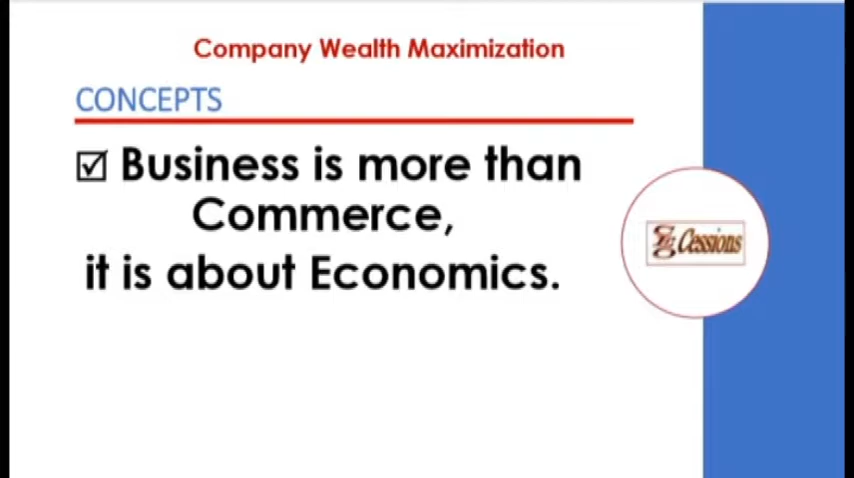 Company Wealth Maximization
CONCEPTS
☑ Business is more than
Commerce,
it is about Economics.
Cessions